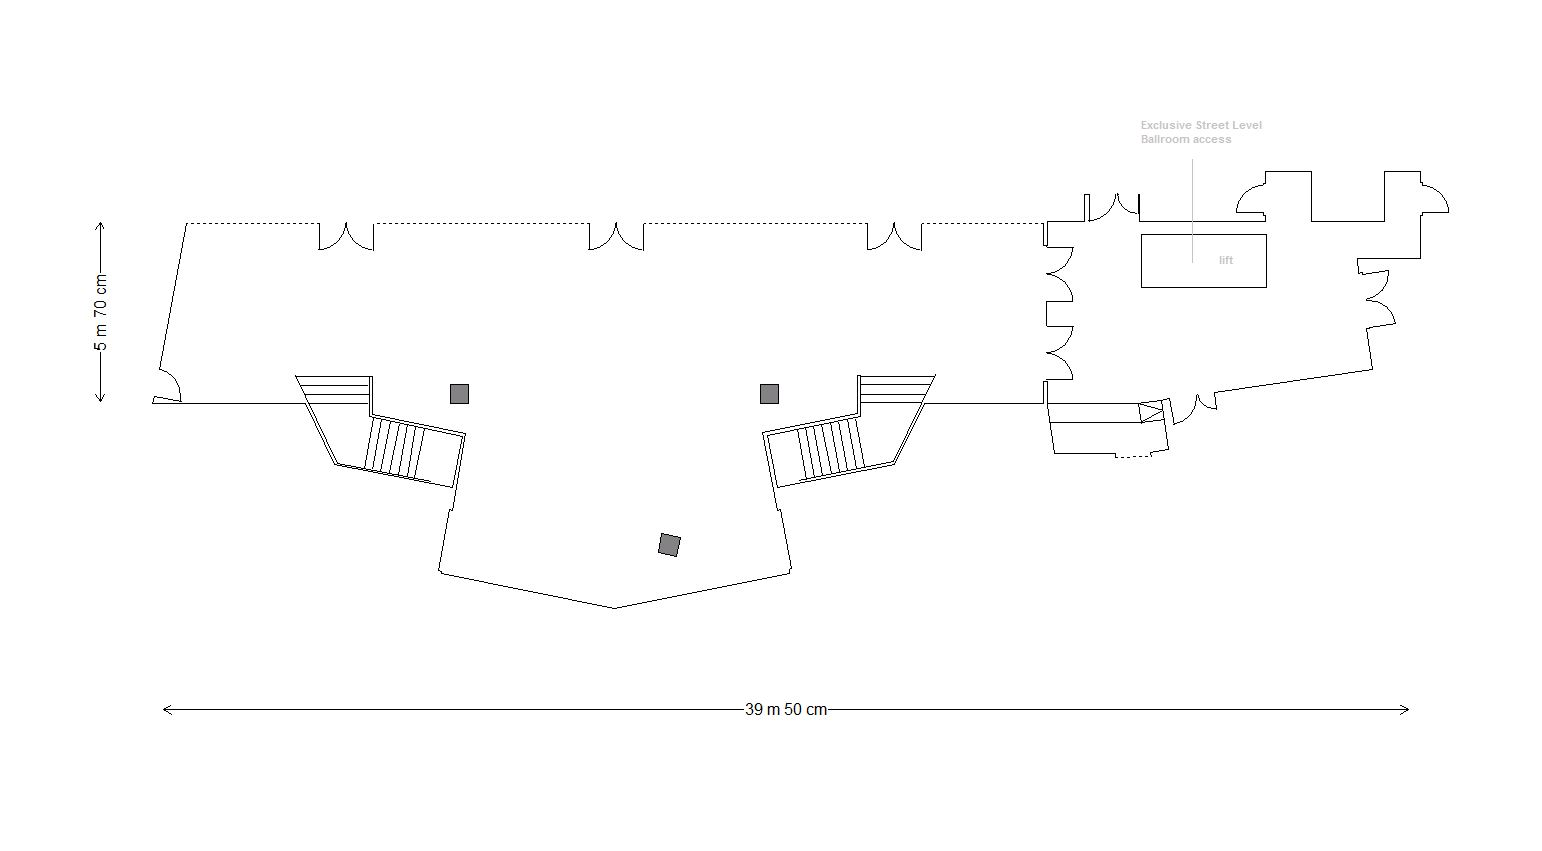 Exclusive Street Level
Ballroom access
lift
5 m 70 cm
39 m 50 cm